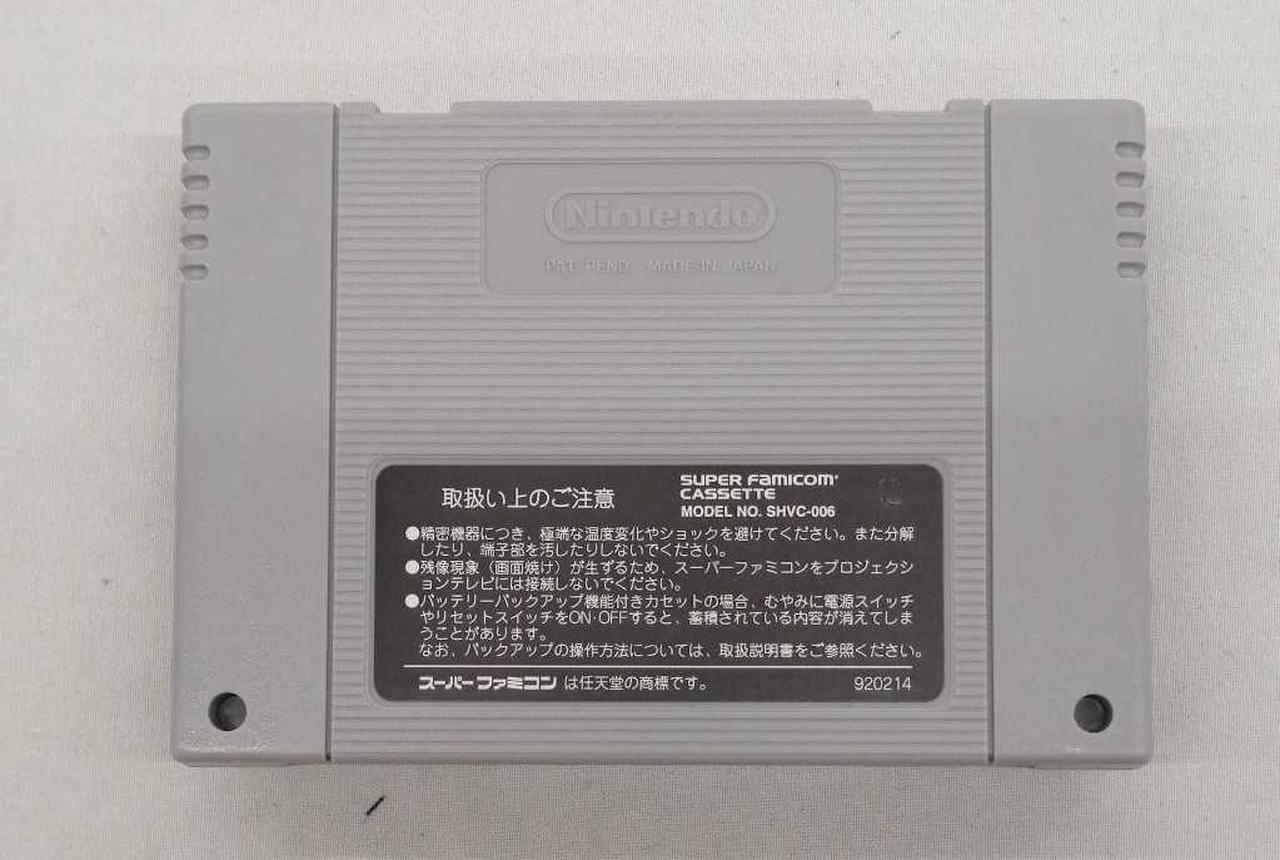 Nintendo
PAT. PEND. MADE IN JAPAN
取扱い上のご注意
SUPER FAMICOM
CASSETTE
MODEL NO. SHVC-006
●精密機器につき、極端な温度変化やショックを避けてください。また分解
したり、端子部を汚したりしないでください。
●残像現象（画面焼け）が生ずるため、スーパーファミコンをプロジェクシ
ョンテレビには接続しないでください。
●バッテリーバックアップ機能付きカセットの場合、むやみに電源スイッチ
やリセットスイッチをON·OFFすると、蓄積されている内容が消えてしま
うことがあります。
なお、バックアップの操作方法については、取扱説明書をご参照ください。
スーパーファミコン は任天堂の商標です。
920214